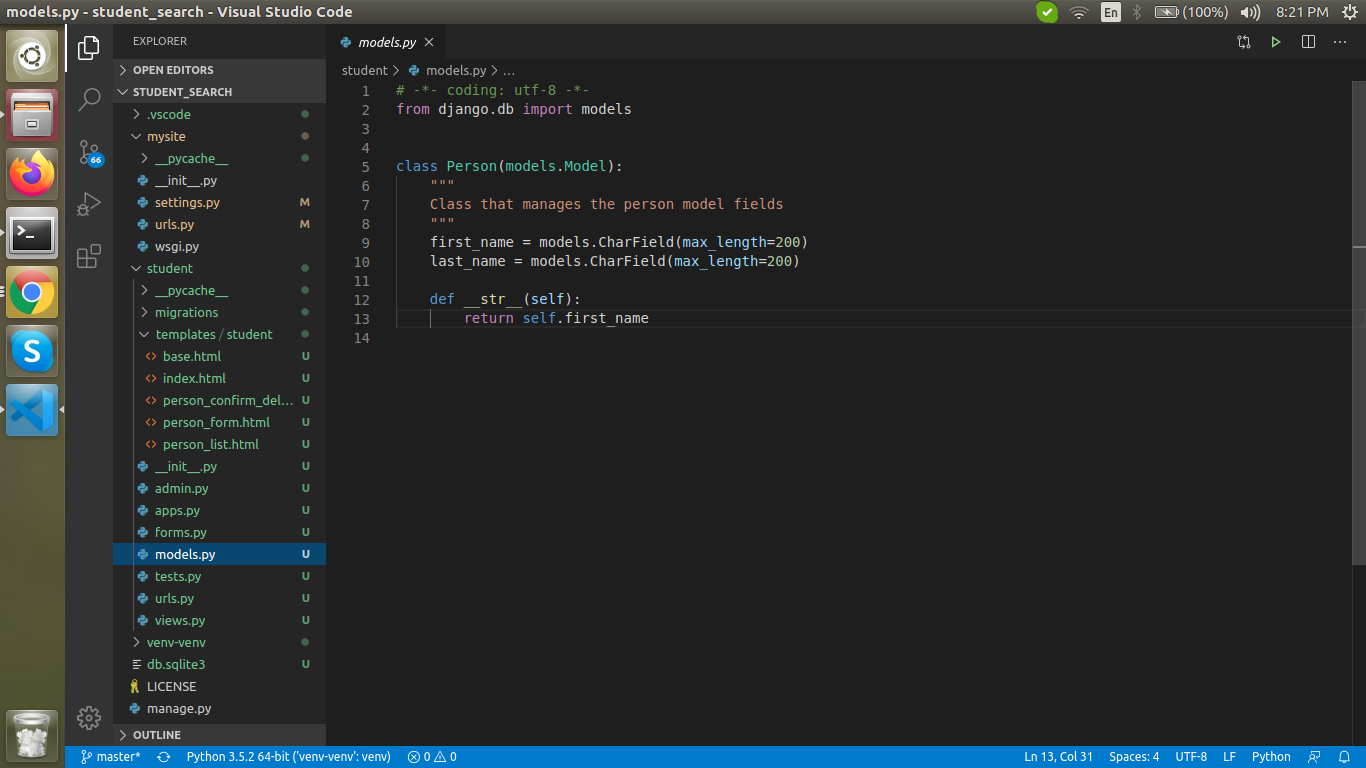 models.py - student_search - Visual Studio Code
En
(100%)
8:21 PM
EXPLORER
OPEN EDITORS
STUDENT_SEARCH
.vscode
mysite
__pycache__
__init__.py
settings.py M
urls.py M
wsgi.py
student
__pycache__
migrations
templates / student
base.html U
index.html U
person_confirm_del... U
person_form.html U
person_list.html U
__init__.py U
admin.py U
apps.py U
forms.py U
models.py U
tests.py U
urls.py U
views.py U
venv-venv
db.sqlite3 U
LICENSE
manage.py
OUTLINE
66
S
models.py
student > models.py > ...
1 # -*- coding: utf-8 -*-
2 from django.db import models
3
4
5 class Person(models.Model):
6 """
7 Class that manages the person model fields
8 """
9 first_name = models.CharField(max_length=200)
10 last_name = models.CharField(max_length=200)
11
12 def __str__(self):
13 return self.first_name
14
master*
Python 3.5.2 64-bit ('venv-venv': venv)
0
0
Ln 13, Col 31
Spaces: 4
UTF-8
LF
Python